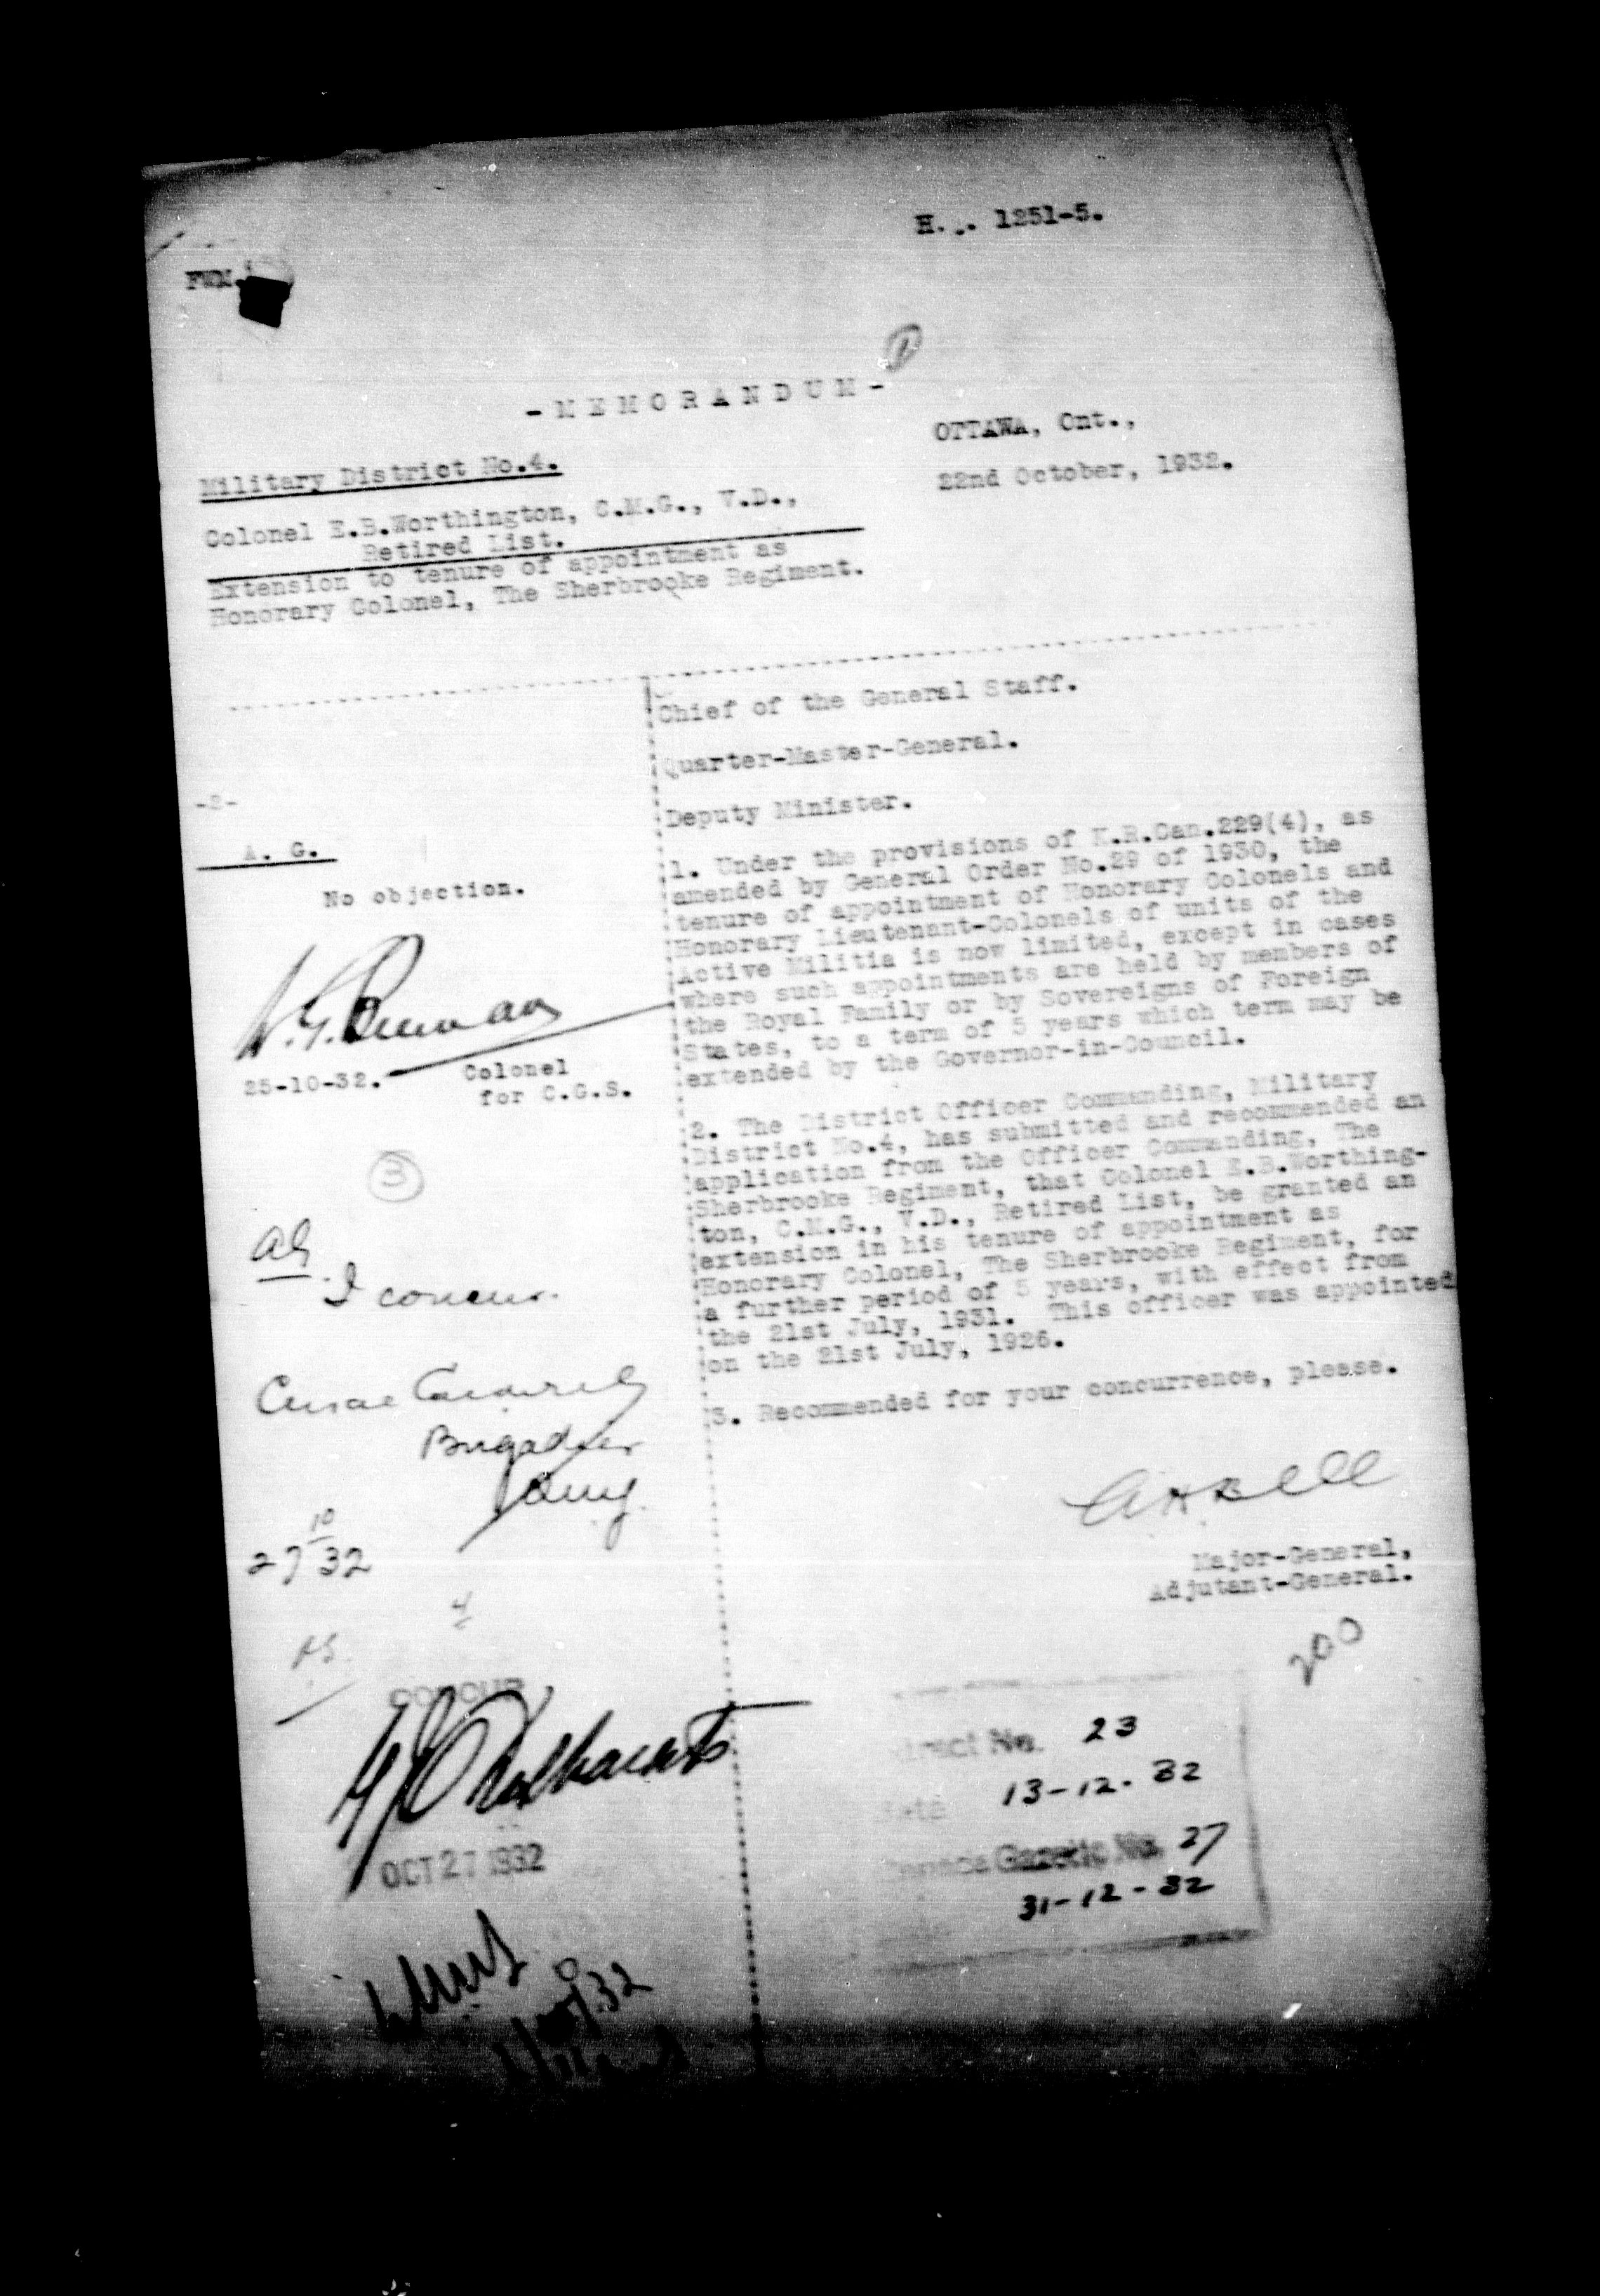 H. . 1251-5.
FWM.
1
-MEMORANDUM-
OTTAWA, Ont.,
22nd October, 1932.
Military District No.4.
Colonel E.B.Worthington, C.M.G., V.D.,
Retired List.
Extension to tenure of appointment as
Honorary Colonel, The Sherbrooke Regiment.
Chief of the General Staff.
Quarter-Master-General.
Deputy Minister.
1. Under the provisions of K.R.Can.229(4), as
amended by General Order No.29 of 1930, the
tenure of appointment of Honorary Colonels and
Honorary Lieutenant-Colonels of units of the
Active Militia is now limited, except in cases
where such appointments are held by members of
the Royal Family or by Sovereigns of Foreign
States, to a term of 5 years which term may be
extended by the Governor-in-Council.
2. The District Officer Commanding, Military
District No.4, has submitted and recommended an
application from the Officer Commanding, The
Sherbrooke Regiment, that Colonel E.B.Worthing-
ton, C.M.G., V.D., Retired List, be granted an
extension in his tenure of appointment as
Honorary Colonel, The Sherbrooke Regiment, for
a further period of 5 years, with effect from
the 21st July, 1931. This officer was appointed
on the 21st July, 1926.
3. Recommended for your concurrence, please.
AH Bell
Major-General,
Adjutant-General.
200
-2-
A. G.
No objection.
25-10-32.
Colonel
for C.G.S.
3
AG.
I concur.
Brigadier
27 10 32
4
AG.
CONCUR
OCT 27 1932
No. 23
13-12-32
Gazette No. 27
31-12-32